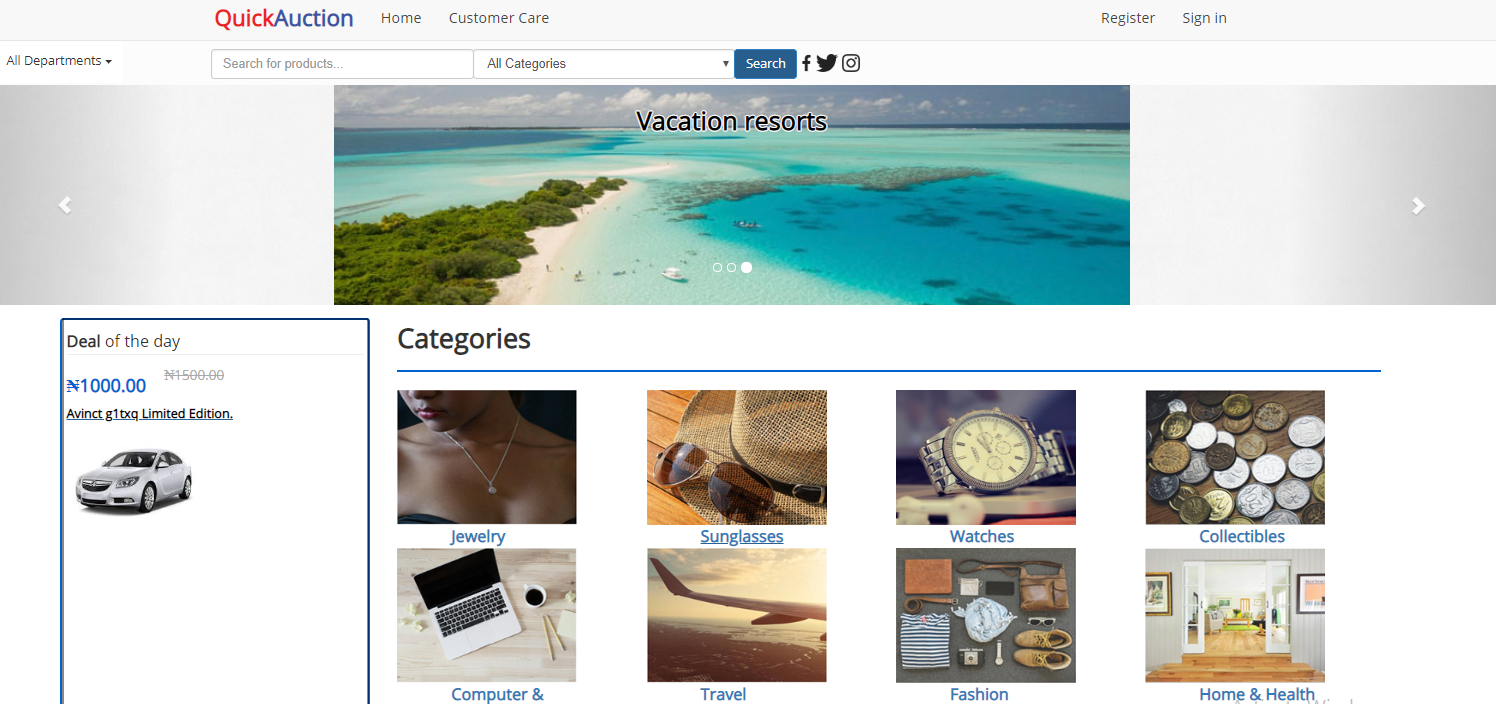 QuickAuction Home Customer Care Register Sign in
All Departments Search for products... All Categories Search
Vacation resorts
Deal of the day
₦1000.00 ₦1500.00
Avinct g1txq Limited Edition.
Categories
Jewelry Sunglasses Watches Collectibles
Computer & Travel Fashion Home & Health